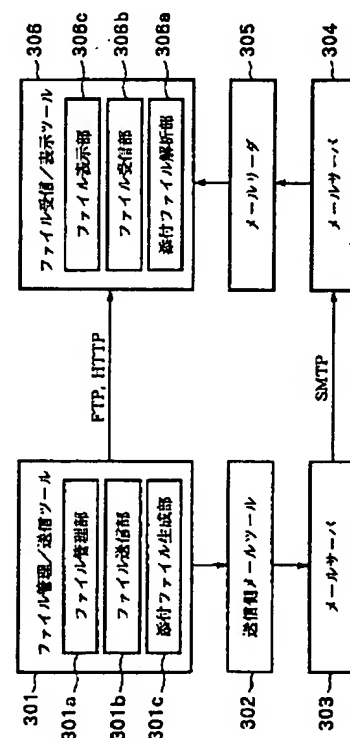 301
ファイル管理/送信ツール
301a
ファイル管理部
301b
ファイル送信部
301c
添付ファイル生成部
302
送信側メールツール
303
メールサーバ
FTP, HTTP
SMTP
306
ファイル受信/表示ツール
306c
ファイル表示部
306b
ファイル受信部
306a
添付ファイル解析部
305
メールリーダ
304
メールサーバ